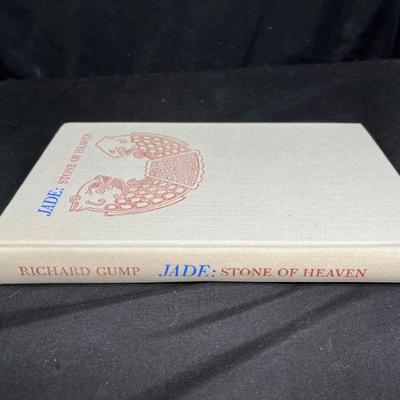 JADE: STONE OF HEAVEN
RICHARD GUMP JADE: STONE OF HEAVEN